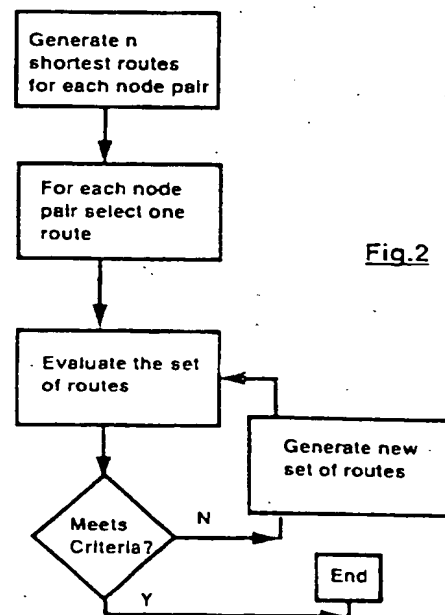 Generate n
shortest routes
for each node pair
For each node
pair select one
route
Fig.2
Evaluate the set
of routes
Generate new
set of routes
Meets
Criteria?
N
Y
End